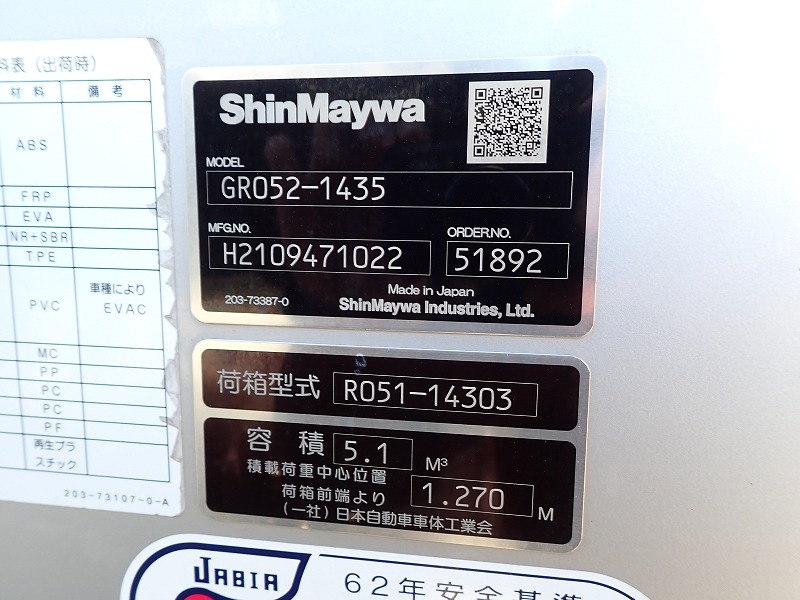 料表（出荷時）
材料 備考
ABS
FRP
EVA
NR+SBR
TPE
PVC 車種により
EVAC
MC
PP
PC
PC
PF
再生プラ
スチック
203-73107-0-A
ShinMaywa
MODEL
GR052-1435
MFG.NO. ORDER.NO.
H2109471022 51892
203-73387-0 Made in Japan
ShinMaywa Industries, Ltd.
荷箱型式 R051-14303
容積 5.1 M³
積載荷重中心位置
荷箱前端より 1.270 M
(一社)日本自動車車体工業会
JABIA
62年安全基準